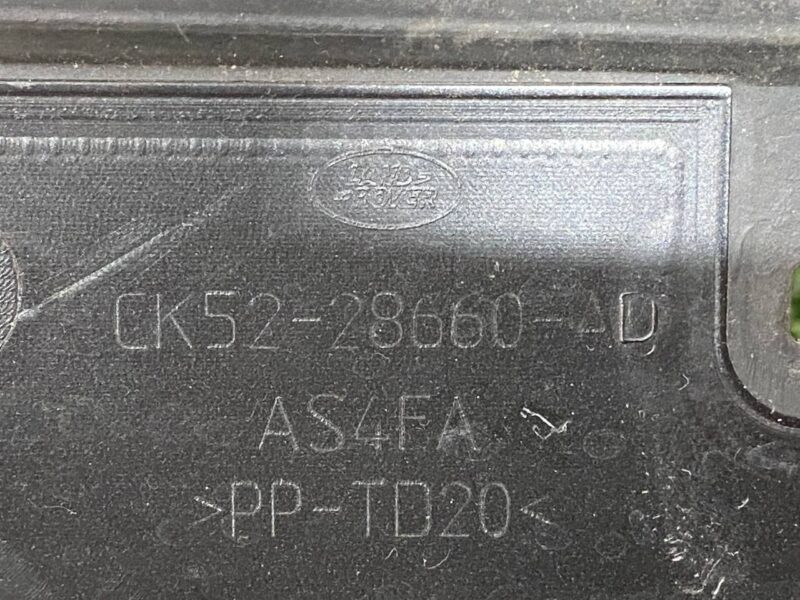 LAND
ROVER
CK52-28660-AD
AS4FA
>PP-TD20<